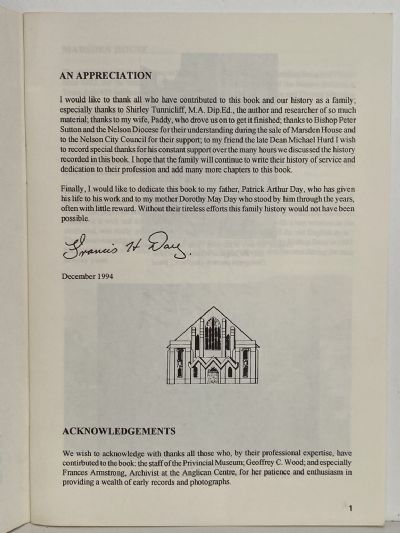 AN APPRECIATION
I would like to thank all who have contributed to this book and our history as a family;
especially thanks to Shirley Tunnicliff, M.A. Dip.Ed., the author and researcher of so much
material; thanks to my wife, Paddy, who drove us on to get it finished; thanks to Bishop Peter
Sutton and the Nelson Diocese for their understanding during the sale of Marsden House and
to the Nelson City Council for their support; to my friend the late Dean Michael Hurd I wish
to record special thanks for his constant support over the many hours we discussed the history
recorded in this book. I hope that the family will continue to write their history of service and
dedication to their profession and add many more chapters to this book.
Finally, I would like to dedicate this book to my father, Patrick Arthur Day, who has given
his life to his work and to my mother Dorothy May Day who stood by him through the years,
often with little reward. Without their tireless efforts this family history would not have been
possible.
Francis H Day.
December 1994
ACKNOWLEDGEMENTS
We wish to acknowledge with thanks all those who, by their professional expertise, have
contirbuted to the book: the staff of the Privincial Museum; Geoffrey C. Wood; and especially
Frances Armstrong, Archivist at the Anglican Centre, for her patience and enthusiasm in
providing a wealth of early records and photographs.
1